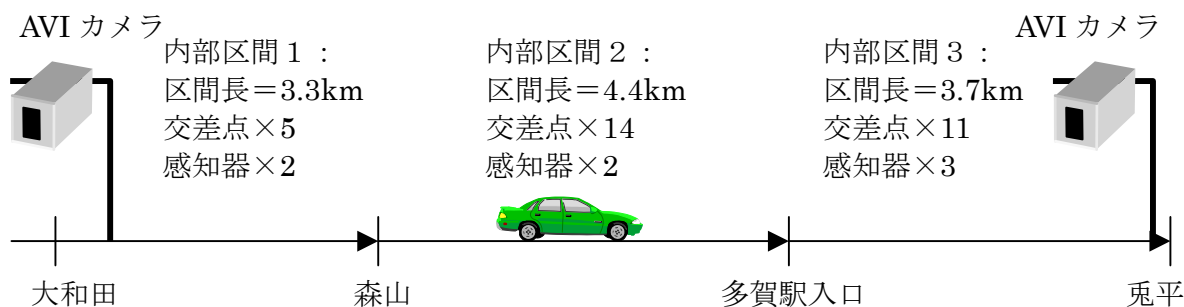 AVI カメラ
内部区間１：
区間長＝3.3km
交差点×5
感知器×2
内部区間２：
区間長＝4.4km
交差点×14
感知器×2
内部区間３：
区間長＝3.7km
交差点×11
感知器×3
AVI カメラ
大和田
森山
多賀駅入口
兎平